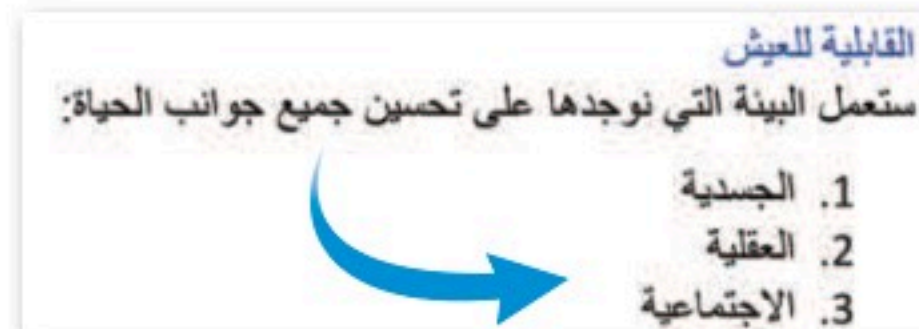 القابلية للعيش
ستعمل البيئة التي نوجدها على تحسين جميع جوانب الحياة:
1. الجسدية
2. العقلية
3. الاجتماعية